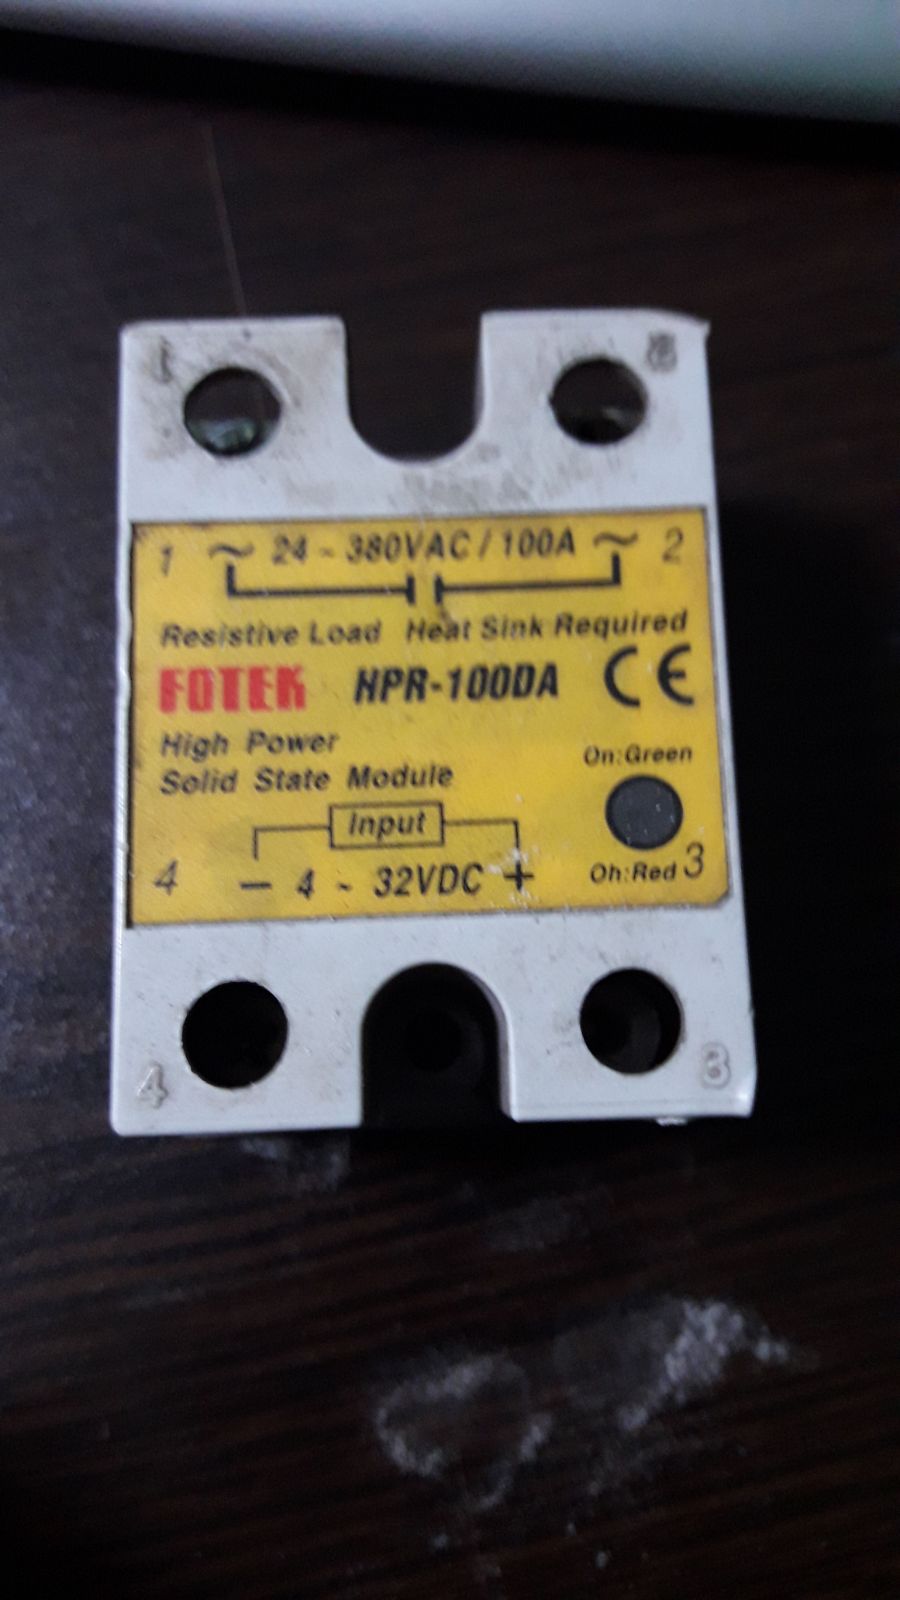 1
1 ~ 24 ~ 380VAC / 100A ~ 2
Resistive Load Heat Sink Required
FOTEK HPR-100DA CE
High Power
Solid State Module
On:Green
Input
4 - 4 ~ 32VDC + Oh:Red 3
4 3